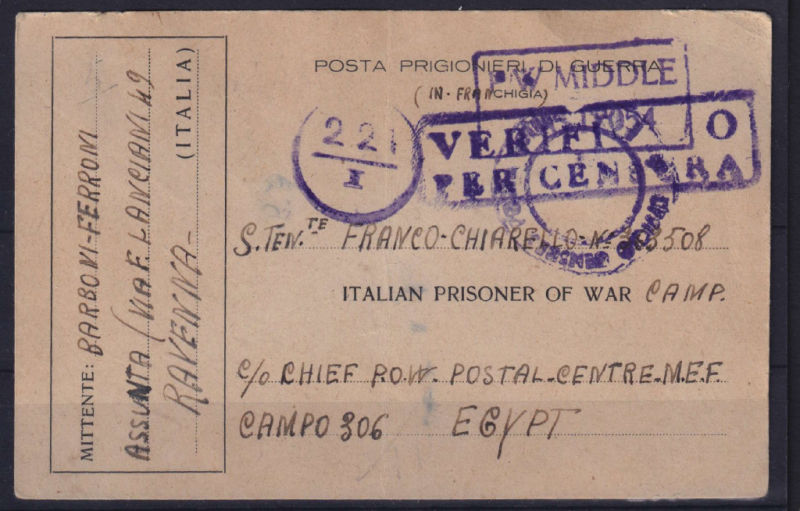 MITTENTE: BARBONI-FERRONI
ASSUNTA (VIA F. LANCIANI 49
RAVENNA-
(ITALIA)
POSTA PRIGIONIERI DI GUERRA
(IN FRANCHIGIA)
P.W. MIDDLE
221
I
VERIFICATO
PER CENSURA
S. TEN.TE FRANCO-CHIARELLO-No
ITALIAN PRISONER OF WAR CAMP.
C/O CHIEF P.O.W. POSTAL-CENTRE-M.E.F.
CAMPO 306 EGYPT